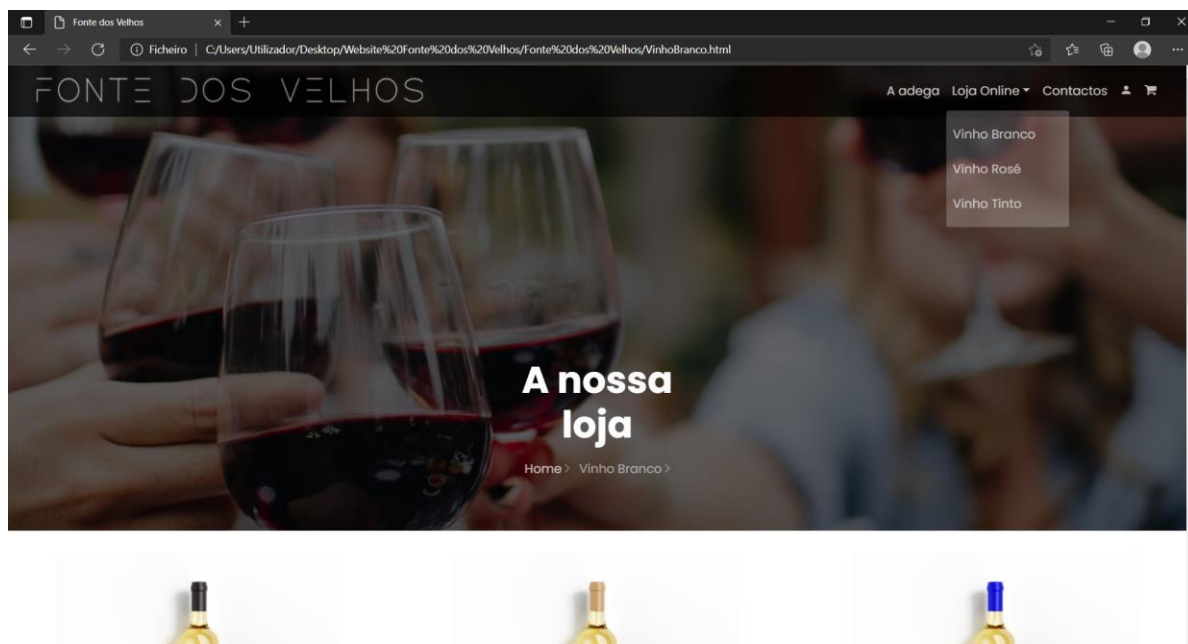 Fonte dos Velhos
Ficheiro | C:/Users/Utilizador/Desktop/Website%20Fonte%20dos%20Velhos/Fonte%20dos%20Velhos/VinhoBranco.html
FONTE DOS VELHOS
A adega Loja Online Contactos
Vinho Branco
Vinho Rosé
Vinho Tinto
A nossa
loja
Home > Vinho Branco >